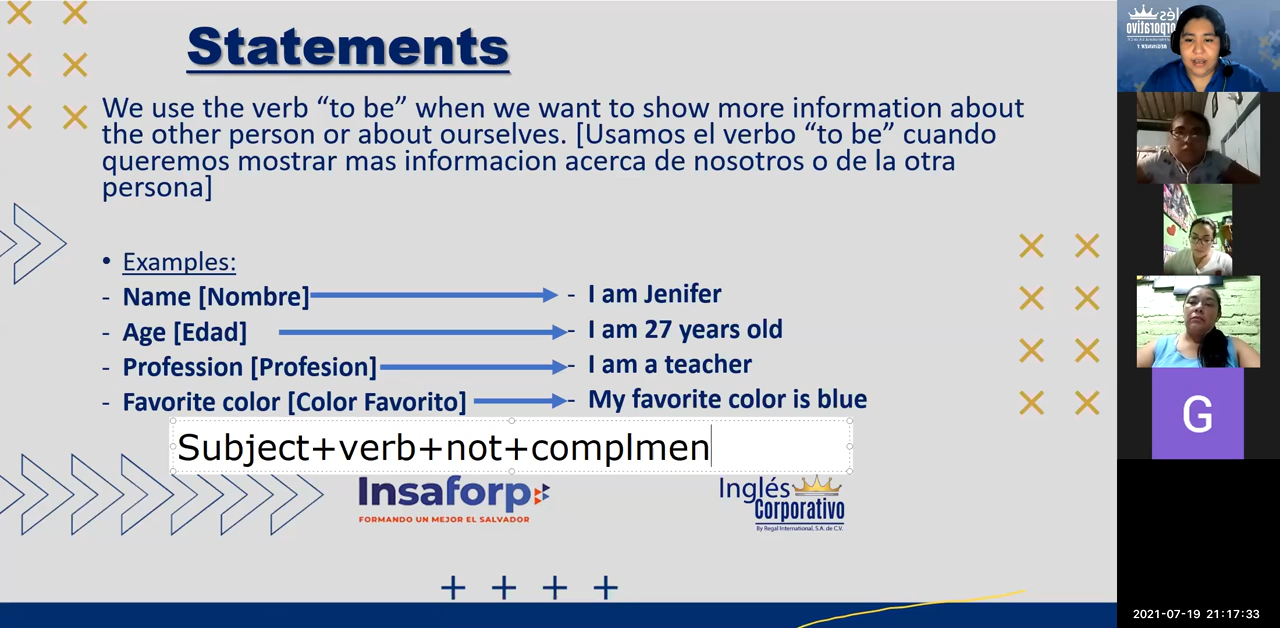 Statements
We use the verb “to be” when we want to show more information about
the other person or about ourselves. [Usamos el verbo “to be” cuando
queremos mostrar mas informacion acerca de nosotros o de la otra
persona]
• Examples:
- Name [Nombre]
- I am Jenifer
- Age [Edad]
- I am 27 years old
- Profession [Profesion]
- I am a teacher
- Favorite color [Color Favorito]
- My favorite color is blue
Subject+verb+not+complmen
Insaforp
FORMANDO UN MEJOR EL SALVADOR
Inglés
Corporativo
By Regal International, S.A. de C.V.
G
2021-07-19 21:17:33